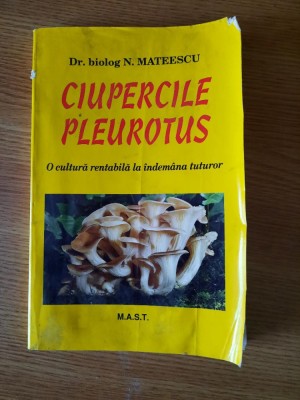 Dr. biolog N. MATEESCU
CIUPERCILE
PLEUROTUS
O cultură rentabilă la îndemâna tuturor
M.A.S.T.